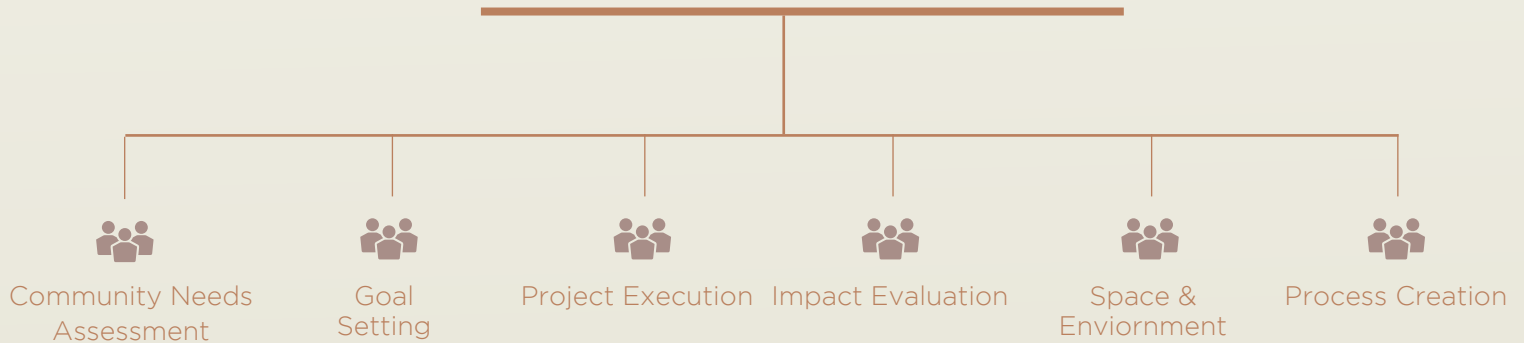 Community Needs
Assessment
Goal
Setting
Project Execution
Impact Evaluation
Space &
Enviornment
Process Creation